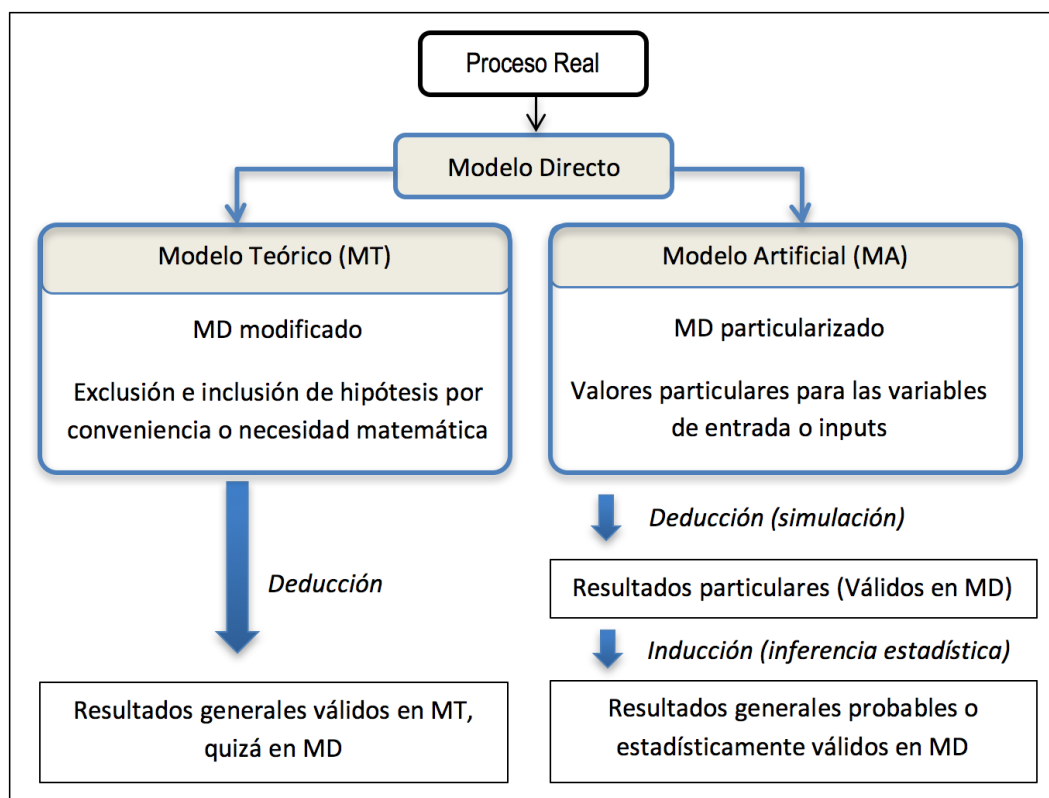 Proceso Real
Modelo Directo
Modelo Teórico (MT)
MD modificado
Exclusión e inclusión de hipótesis por
conveniencia o necesidad matemática
Deducción
Resultados generales válidos en MT,
quizá en MD
Modelo Artificial (MA)
MD particularizado
Valores particulares para las variables
de entrada o inputs
Deducción (simulación)
Resultados particulares (Válidos en MD)
Inducción (inferencia estadística)
Resultados generales probables o
estadísticamente válidos en MD